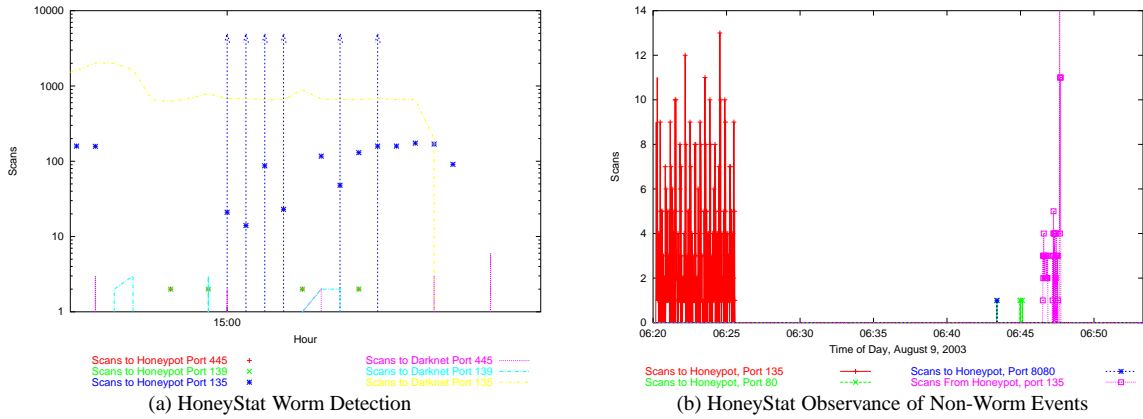 10000
1000
100
10
1
Scans
15:00
Hour
Scans to Honeypot Port 445
Scans to Honeypot Port 139
Scans to Honeypot Port 135
Scans to Darknet Port 445
Scans to Darknet Port 139
Scans to Darknet Port 135
(a) HoneyStat Worm Detection
14
12
10
8
6
4
2
0
Scans
06:20 06:25 06:30 06:35 06:40 06:45 06:50
Time of Day, August 9, 2003
Scans to Honeypot, Port 135
Scans to Honeypot, Port 80
Scans to Honeypot, Port 8080
Scans From Honeypot, port 135
(b) HoneyStat Observance of Non-Worm Events